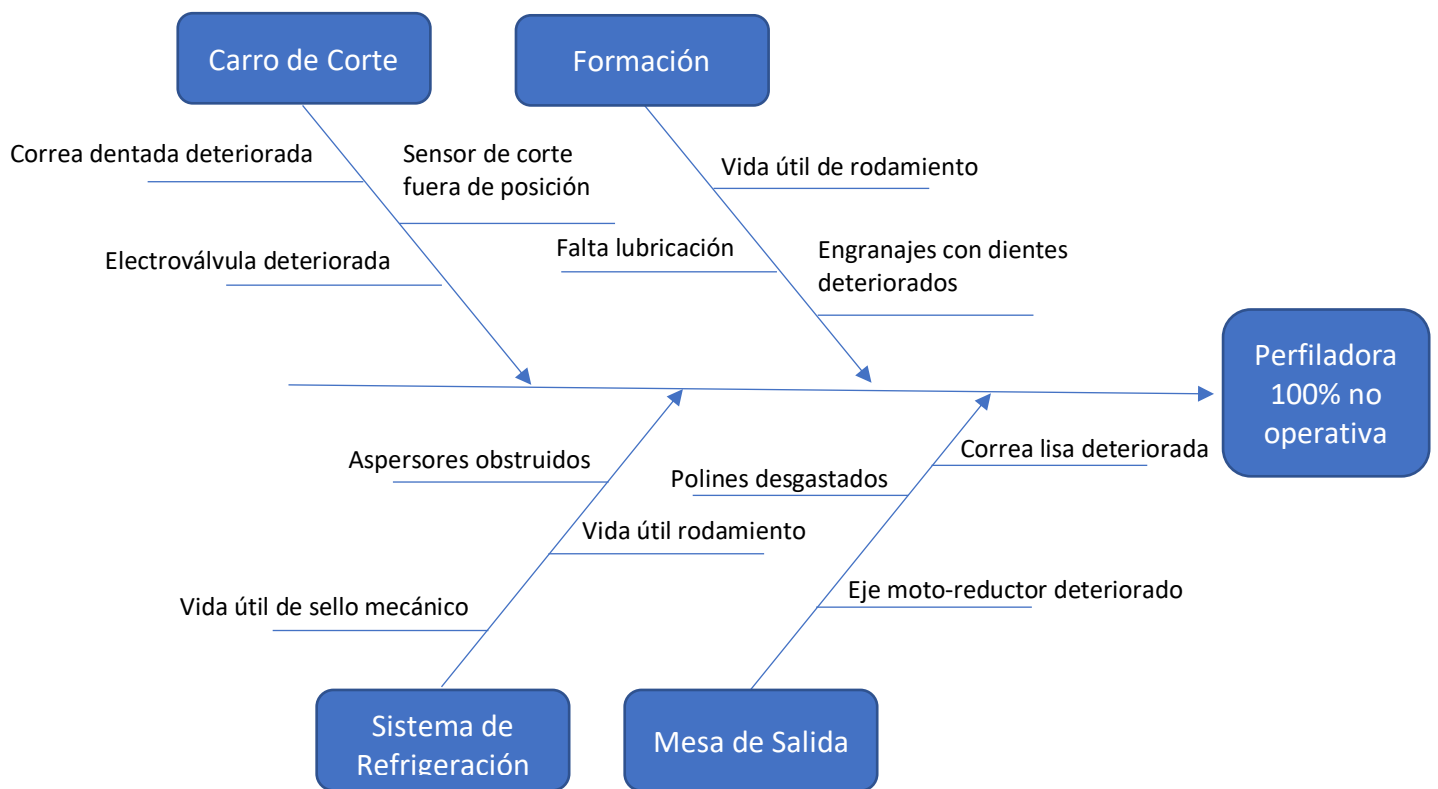 Carro de Corte
Formación
Correa dentada deteriorada
Sensor de corte
fuera de posición
Vida útil de rodamiento
Electroválvula deteriorada
Falta lubricación
Engranajes con dientes
deteriorados
Perfiladora
100% no
operativa
Aspersores obstruidos
Polines desgastados
Correa lisa deteriorada
Vida útil rodamiento
Vida útil de sello mecánico
Eje moto-reductor deteriorado
Sistema de
Refrigeración
Mesa de Salida